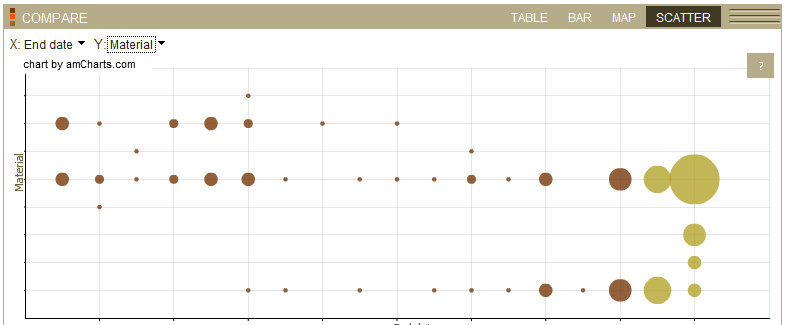 COMPARE
TABLE BAR MAP SCATTER
X: End date Y: Material
chart by amCharts.com
?
Material